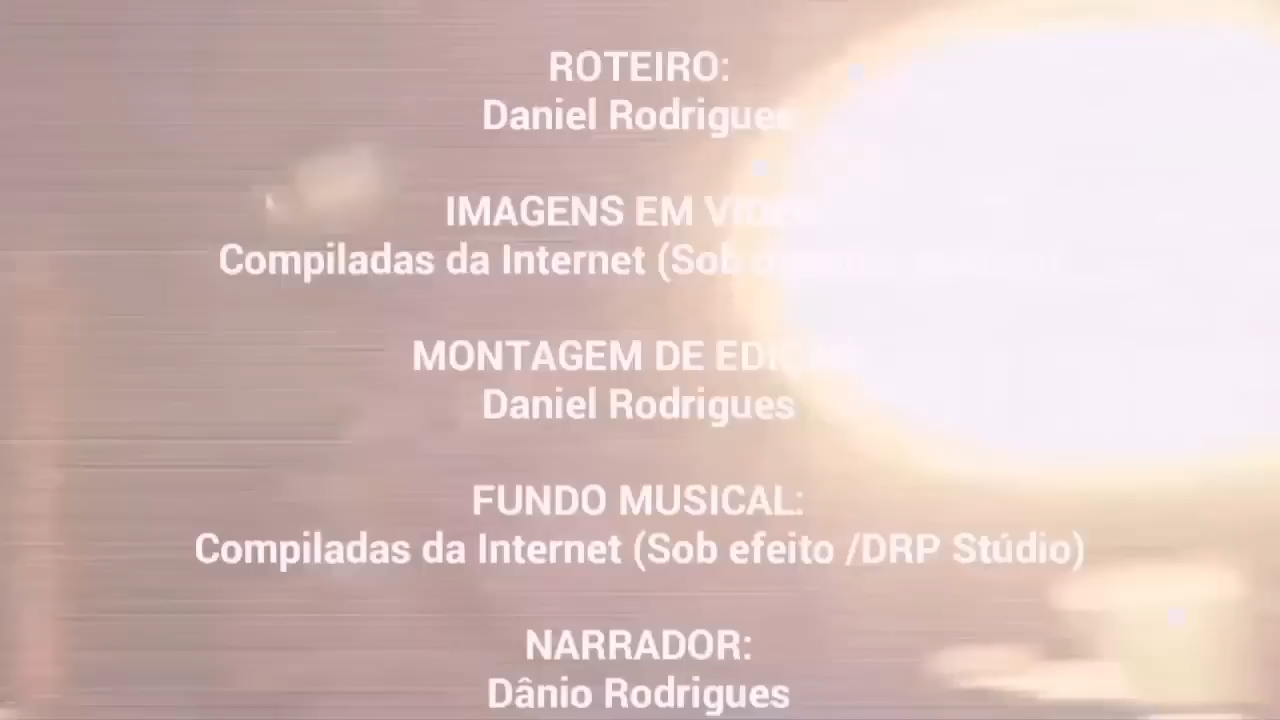 ROTEIRO:
Daniel Rodrigues
IMAGENS EM
Compiladas da Internet (Sob
MONTAGEM DE
Daniel Rodrigues
FUNDO MUSICAL:
Compiladas da Internet (Sob efeito /DRP Stúdio)
NARRADOR:
Dânio Rodrigues